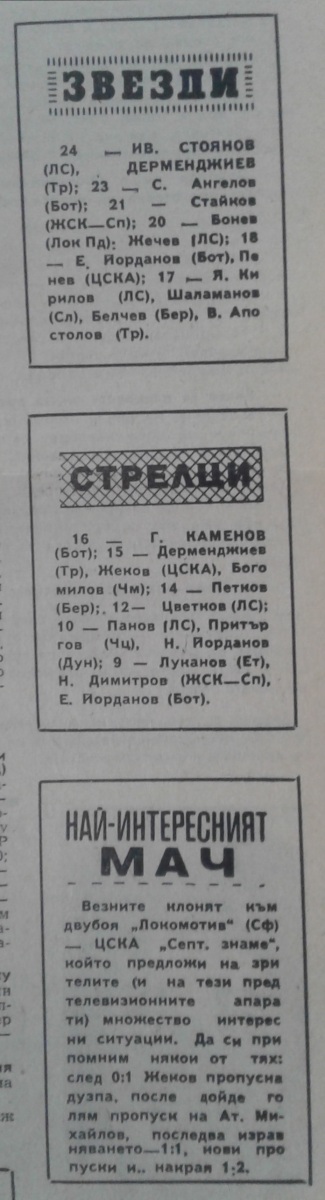 ЗВЕЗДИ
24 — ИВ. СТОЯНОВ
(ЛС), ДЕРМЕНДЖИЕВ
(Тр); 23 — С. Ангелов
(Бот); 21 — Стайков
(ЖСК—Сп); 20 — Бонев
(Лок Пд); Жечев (ЛС); 18
— Е. Йорданов (Бот), Пе
нев (ЦСКА); 17 — Я. Ки
рилов (ЛС), Шаламанов
(Сл), Белчев (Бер), В. Апо
столов (Тр).
СТРЕЛЦИ
16 — Г. КАМЕНОВ
(Бот); 15 — Дерменджиев
(Тр), Жеков (ЦСКА), Бого
милов (Чм); 14 — Петков
(Бер);. 12— Цветков (ЛС);
10 — Панов (ЛС), Притър
гов (Чц), Н. Йорданов
(Дун); 9 — Луканов (Ет),
Н. Димитров (ЖСК—Сп),
Е. Йорданов (Бот).
НАЙ-ИНТЕРЕСНИЯТ
МАЧ
Везните клонят към
двубоя „Локомотив" (Сф)
— ЦСКА „Септ. знаме",
който предложи на зри
телите (и на тези пред
телевизионните апара
ти) множество интерес
ни ситуации. Да си при
помним някои от тях:
след 0:1 Жеков пропусна
дузпа, после дойде го
лям пропуск на Ат. Ми-
хайлов, последва израв
няването—1:1, нови про
пуски и.. накрая 1:2.